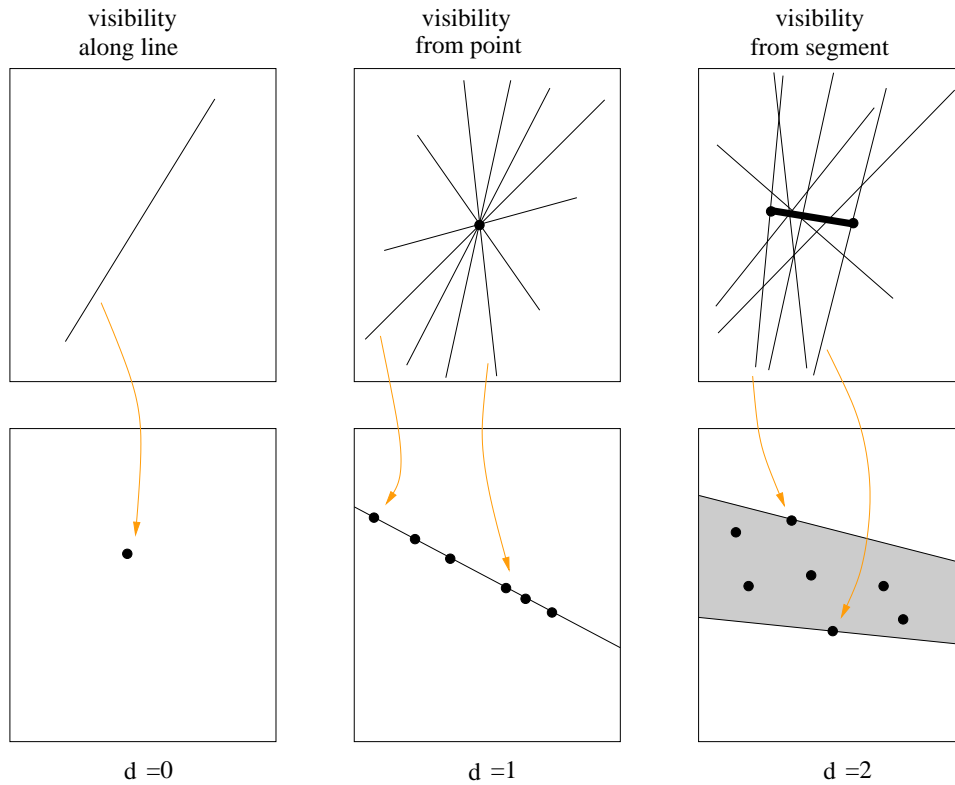 visibility
along line
visibility
from point
visibility
from segment
d =0
d =1
d =2